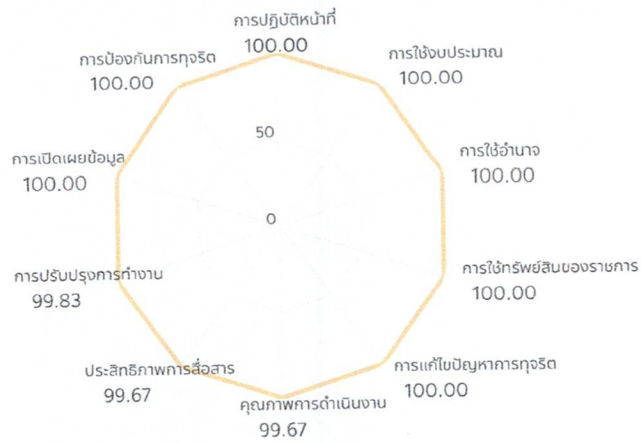 การปฏิบัติหน้าที่
100.00
การใช้งบประมาณ
100.00
การใช้อำนาจ
100.00
การใช้ทรัพย์สินของราชการ
100.00
การแก้ไขปัญหาการทุจริต
100.00
คุณภาพการดำเนินงาน
99.67
ประสิทธิภาพการสื่อสาร
99.67
การปรับปรุงการทำงาน
99.83
การเปิดเผยข้อมูล
100.00
การป้องกันการทุจริต
100.00
50
0